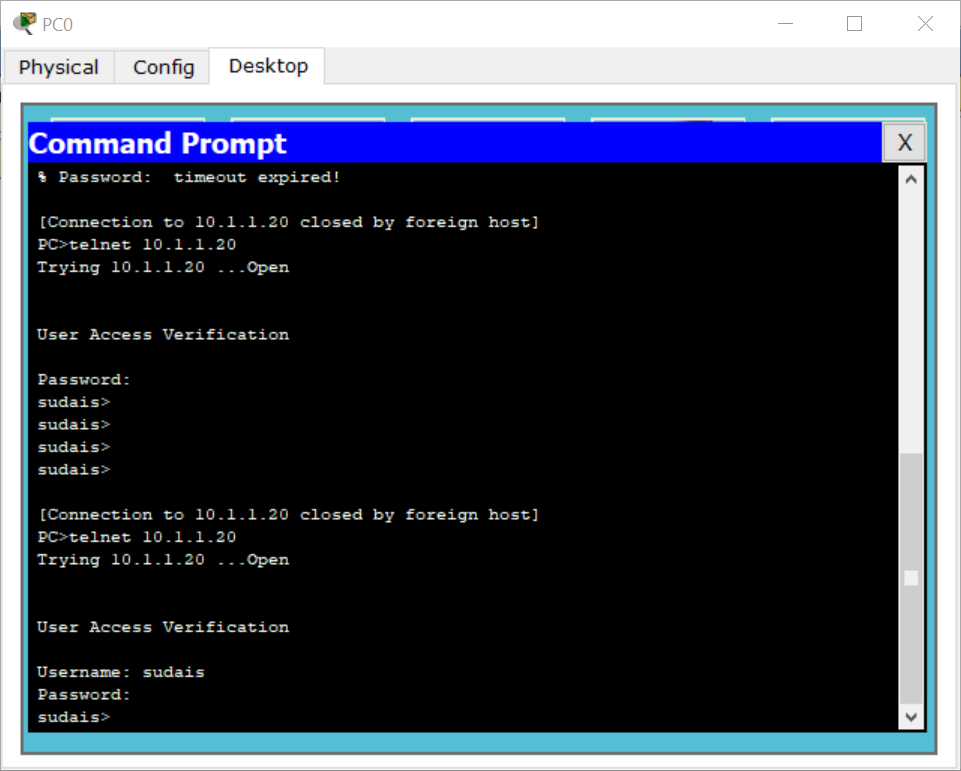 PC0
Physical Config Desktop
Command Prompt X
% Password:  timeout expired!
[Connection to 10.1.1.20 closed by foreign host]
PC>telnet 10.1.1.20
Trying 10.1.1.20 ...Open
User Access Verification
Password:
sudais>
sudais>
sudais>
sudais>
[Connection to 10.1.1.20 closed by foreign host]
PC>telnet 10.1.1.20
Trying 10.1.1.20 ...Open
User Access Verification
Username: sudais
Password:
sudais>